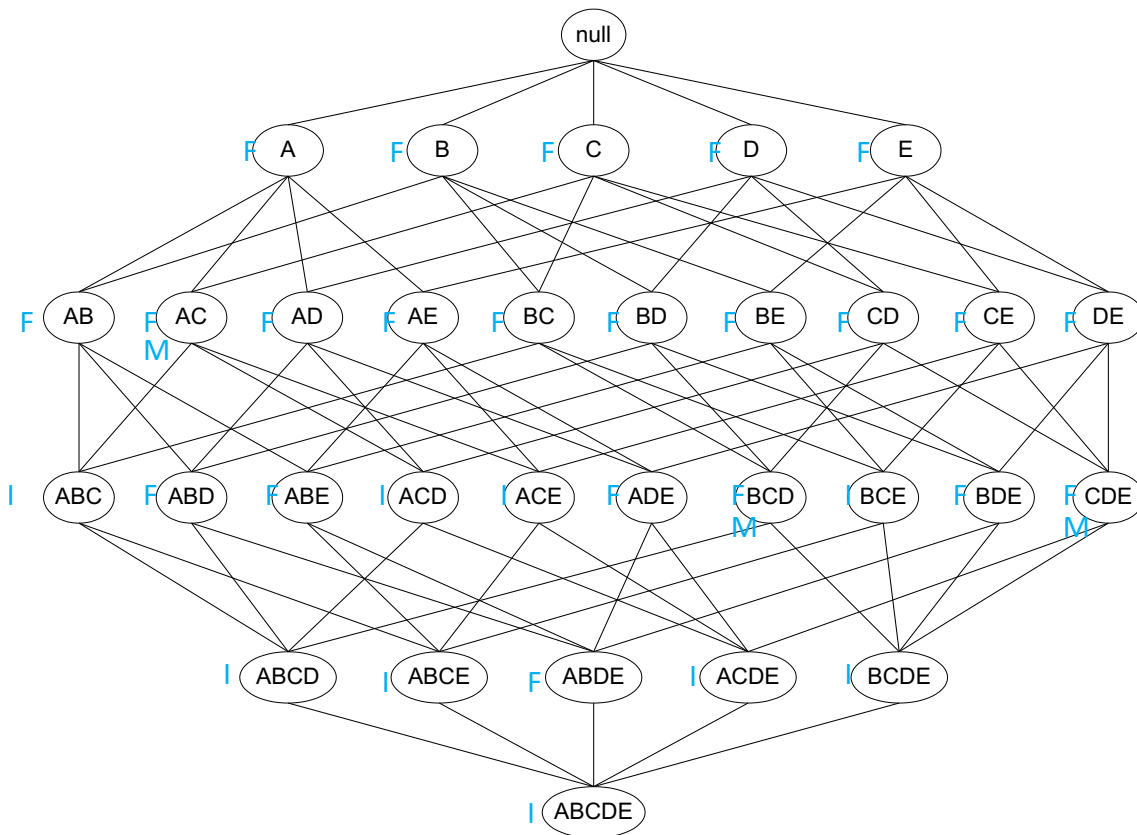 null
F A F B F C F D F E
F AB F AC F AD F AE F BC F BD F BE F CD F CE F DE
M
I ABC F ABD F ABE I ACD I ACE F ADE F BCD I BCE F BDE F CDE
M M
I ABCD I ABCE F ABDE I ACDE I BCDE
I ABCDE